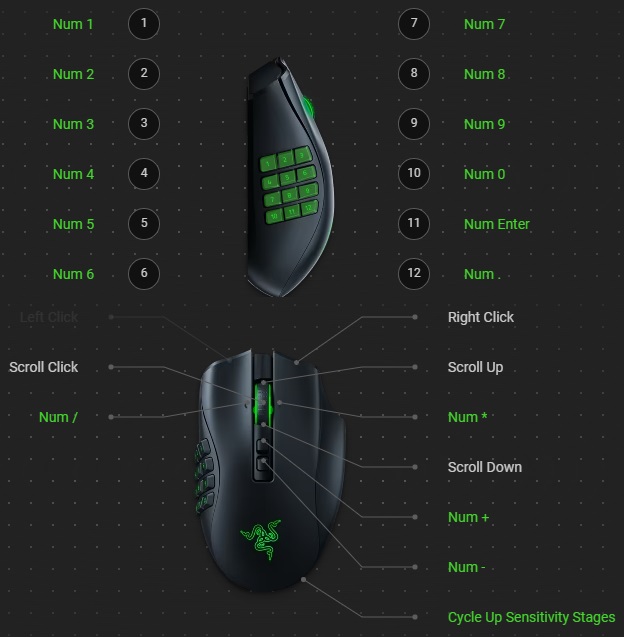 Num 1 1 7 Num 7
Num 2 2 8 Num 8
Num 3 3 9 Num 9
Num 4 4 10 Num 0
Num 5 5 11 Num Enter
Num 6 6 12 Num .
1 2 3
4 5 6
7 8 9
10 11 12
Left Click Right Click
Scroll Click Scroll Up
Num / Num *
Scroll Down
Num +
Num -
Cycle Up Sensitivity Stages